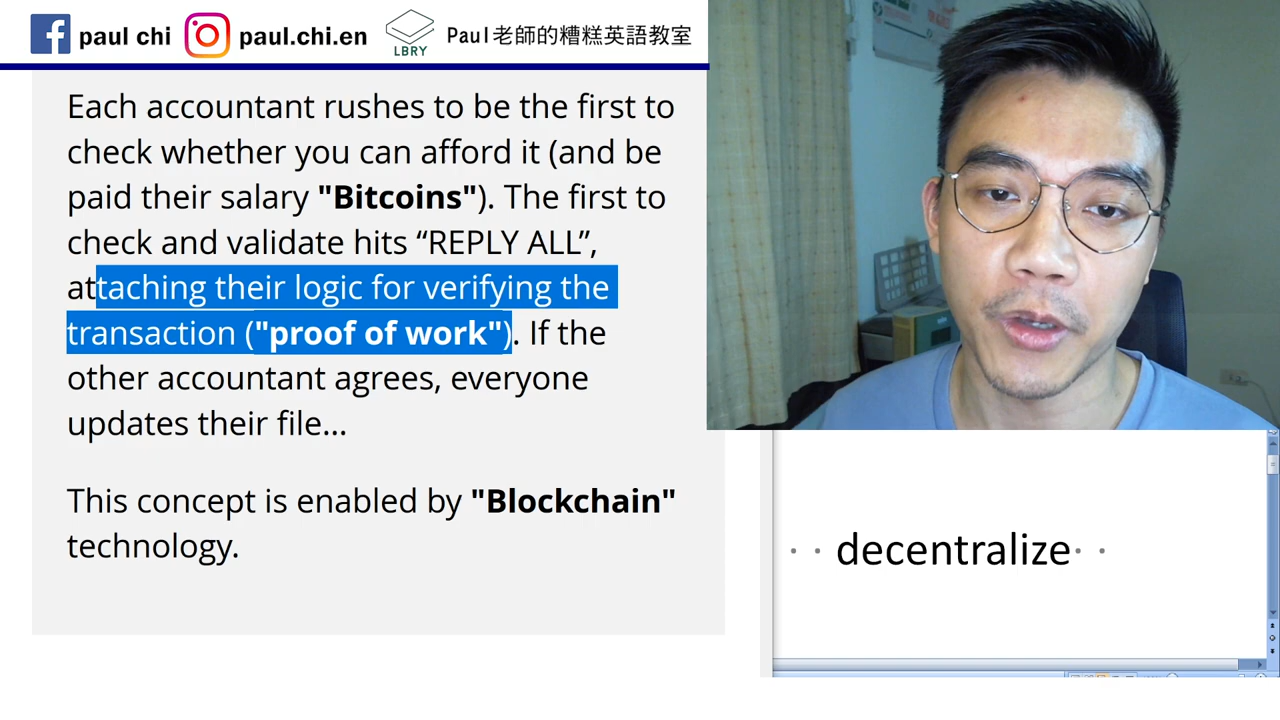 paul chi paul.chi.en LBRY Paul老師的糟糕英語教室
Each accountant rushes to be the first to
check whether you can afford it (and be
paid their salary "Bitcoins"). The first to
check and validate hits “REPLY ALL”,
attaching their logic for verifying the
transaction ("proof of work"). If the
other accountant agrees, everyone
updates their file...
This concept is enabled by "Blockchain"
technology.
decentralize